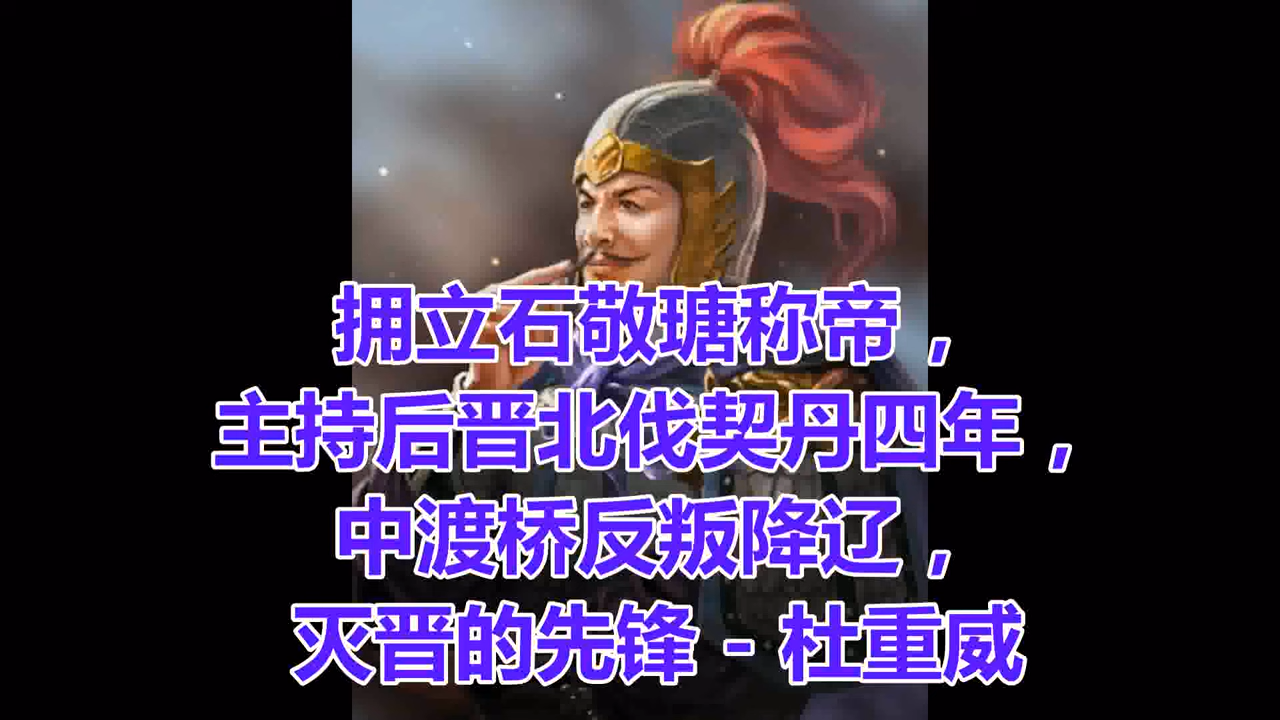 拥立石敬瑭称帝，
主持后晋北伐契丹四年，
中渡桥反叛降辽，
灭晋的先锋 - 杜重威